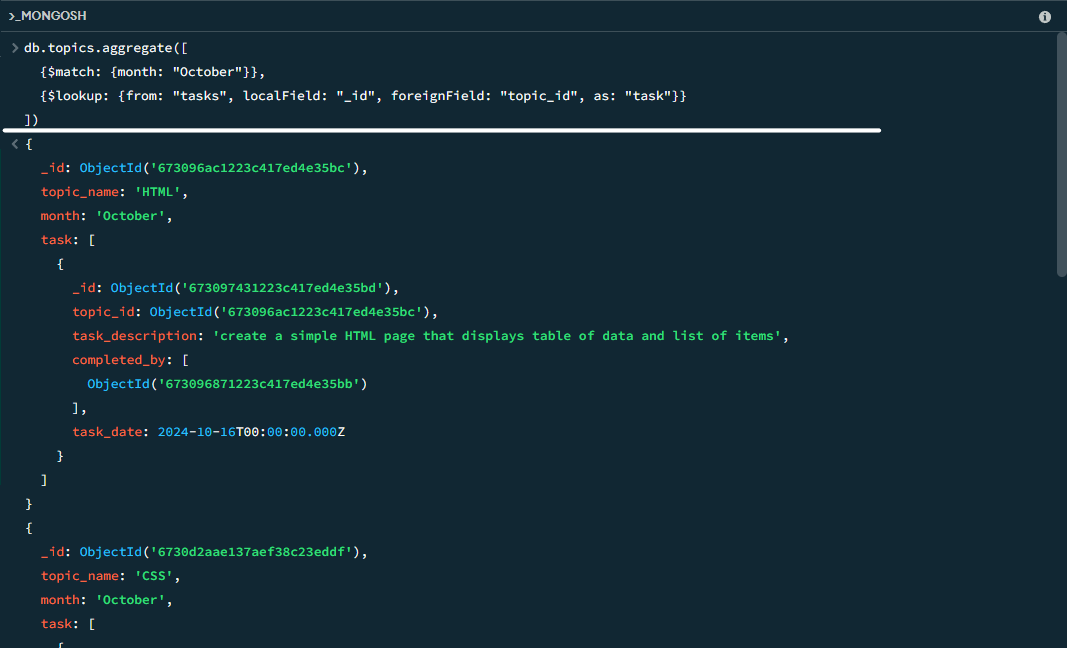 >_MONGOSH
> db.topics.aggregate([
{$match: {month: "October"}},
{$lookup: {from: "tasks", localField: "_id", foreignField: "topic_id", as: "task"}}
])
< {
_id: ObjectId('673096ac1223c417ed4e35bc'),
topic_name: 'HTML',
month: 'October',
task: [
{
_id: ObjectId('673097431223c417ed4e35bd'),
topic_id: ObjectId('673096ac1223c417ed4e35bc'),
task_description: 'create a simple HTML page that displays table of data and list of items',
completed_by: [
ObjectId('673096871223c417ed4e35bb')
],
task_date: 2024-10-16T00:00:00.000Z
}
]
}
{
_id: ObjectId('6730d2aae137aef38c23eddf'),
topic_name: 'CSS',
month: 'October',
task: [
{